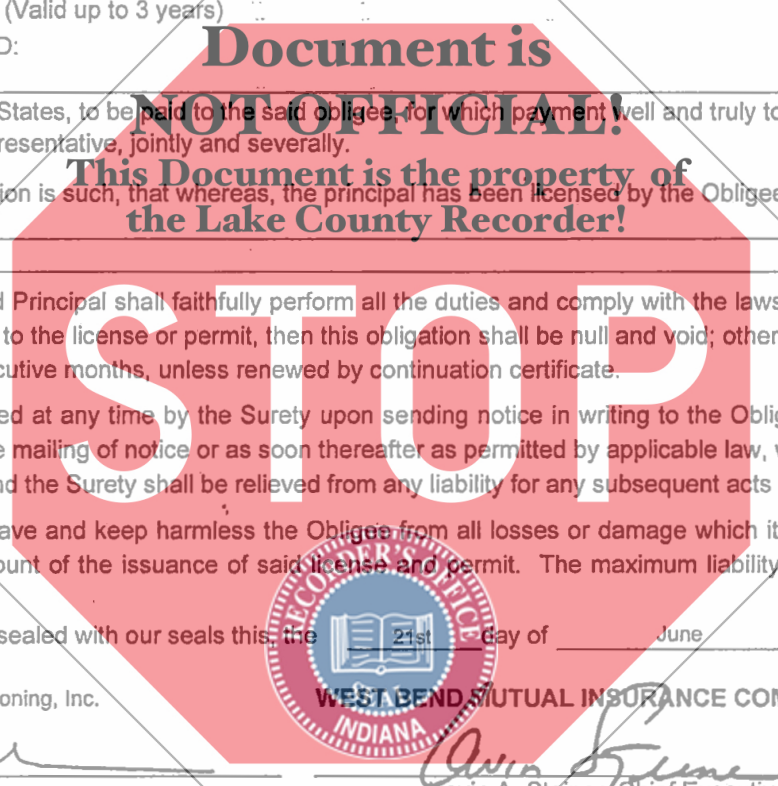 (Valid up to 3 years)
D:
Document is
States, to be paid to the said obligee, for which payment well and truly to
NOT OFFICIAL!
resentative, jointly and severally.
This Document is the property of
ion is such, that whereas, the principal has been licensed by the Oblige
the Lake County Recorder!
d Principal shall faithfully perform all the duties and comply with the laws
to the license or permit, then this obligation shall be null and void; other
cutive months, unless renewed by continuation certificate.
STOP
ed at any time by the Surety upon sending notice in writing to the Oblig
e mailing of notice or as soon thereafter as permitted by applicable law,
nd the Surety shall be relieved from any liability for any subsequent acts
ave and keep harmless the Obligee from all losses or damage which it
ount of the issuance of said license and permit. The maximum liability
RECORDER'S OFFICE
sealed with our seals this, the 21st day of June
SEAL
oning, Inc. WEST BEND MUTUAL INSURANCE COM
INDIANA